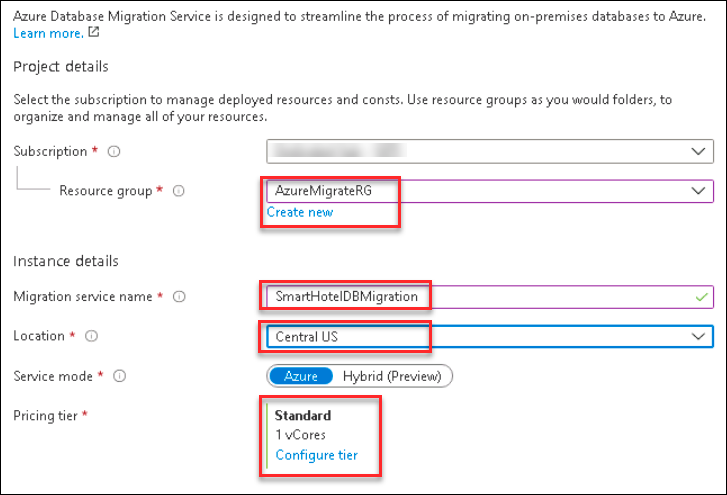 Azure Database Migration Service is designed to streamline the process of migrating on-premises databases to Azure.
Learn more.
Project details
Select the subscription to manage deployed resources and consts. Use resource groups as you would folders, to
organize and manage all of your resources.
Subscription *
Resource group * AzureMigrateRG
Create new
Instance details
Migration service name * SmartHotelDBMigration
Location * Central US
Service mode * Azure Hybrid (Preview)
Pricing tier * Standard
1 vCores
Configure tier